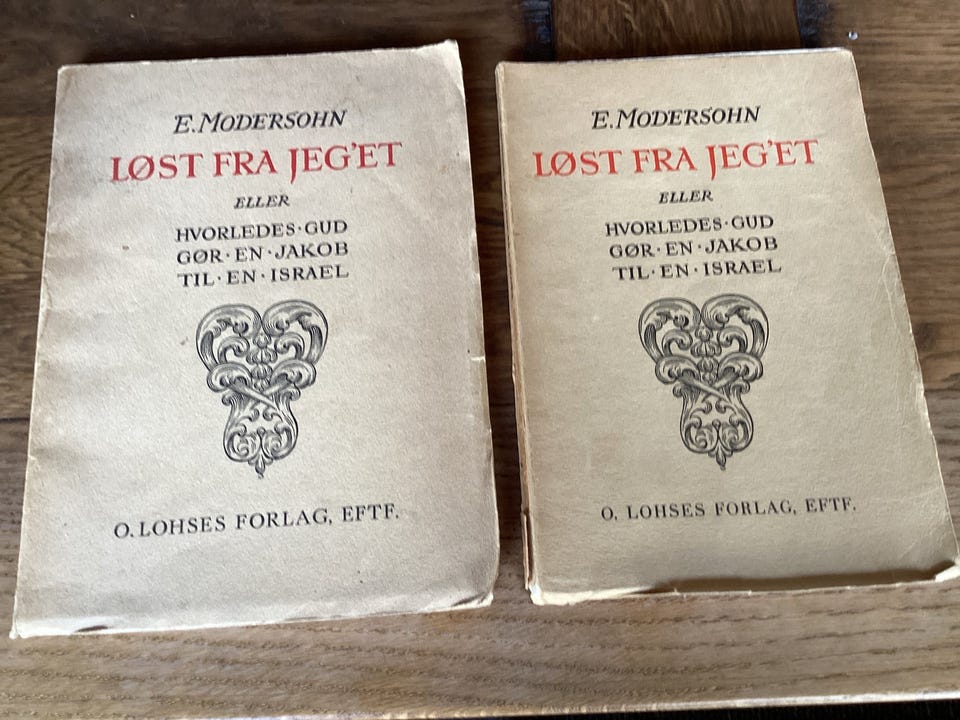 E. MODERSOHN
LØST FRA JEG'ET
ELLER
HVORLEDES·GUD
GØR·EN·JAKOB
TIL·EN·ISRAEL
O. LOHSES FORLAG, EFTF.
E. MODERSOHN
LØST FRA JEG'ET
ELLER
HVORLEDES·GUD
GØR·EN·JAKOB
TIL·EN·ISRAEL
O. LOHSES FORLAG, EFTF.